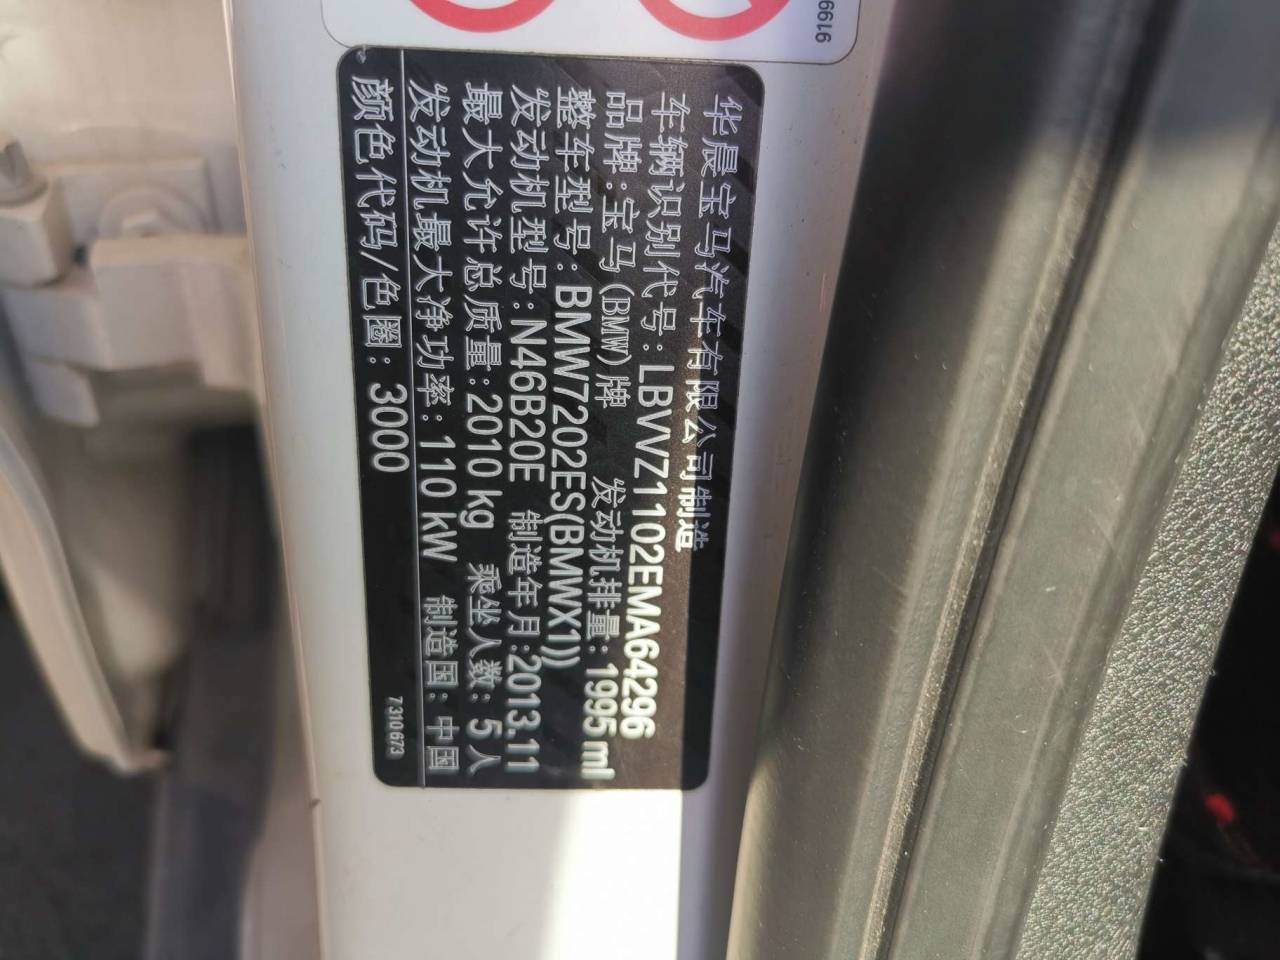 91669
华晨宝马汽车有限公司制造
车辆识别代号：LBVVZ1102EMA64296
品牌：宝马(BMW)牌 发动机排量：1995 ml
整车型号：BMW7202ES(BMWX1))
发动机型号：N46B20E 制造年月：2013.11
最大允许总质量：2010 kg 乘坐人数：5人
发动机最大净功率：110 kW 制造国：中国
颜色代码/色圈：3000
7310673